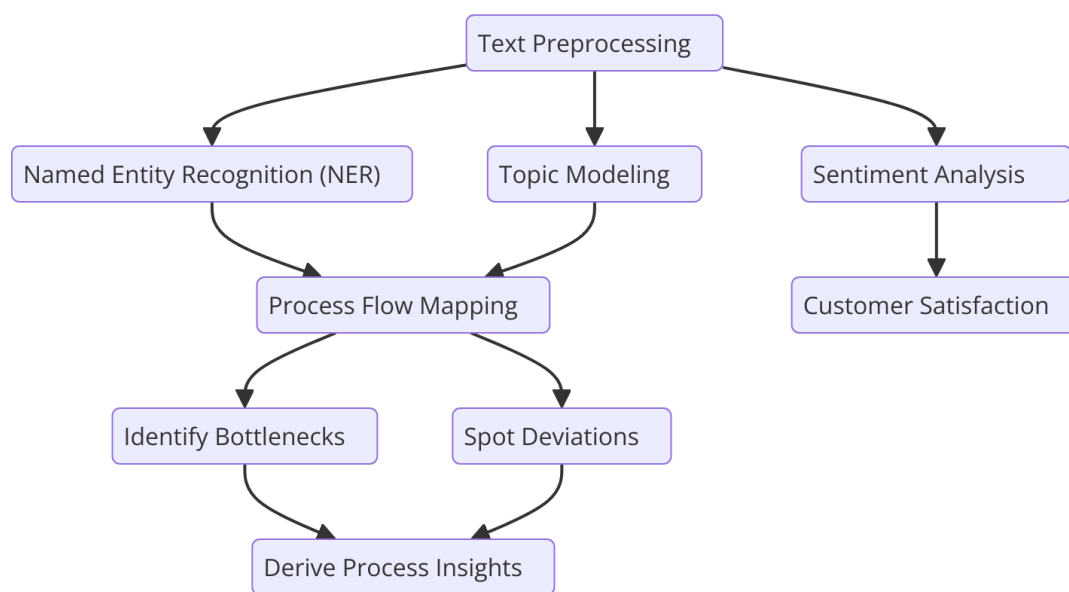 Text Preprocessing
Named Entity Recognition (NER)
Topic Modeling
Sentiment Analysis
Process Flow Mapping
Customer Satisfaction
Identify Bottlenecks
Spot Deviations
Derive Process Insights